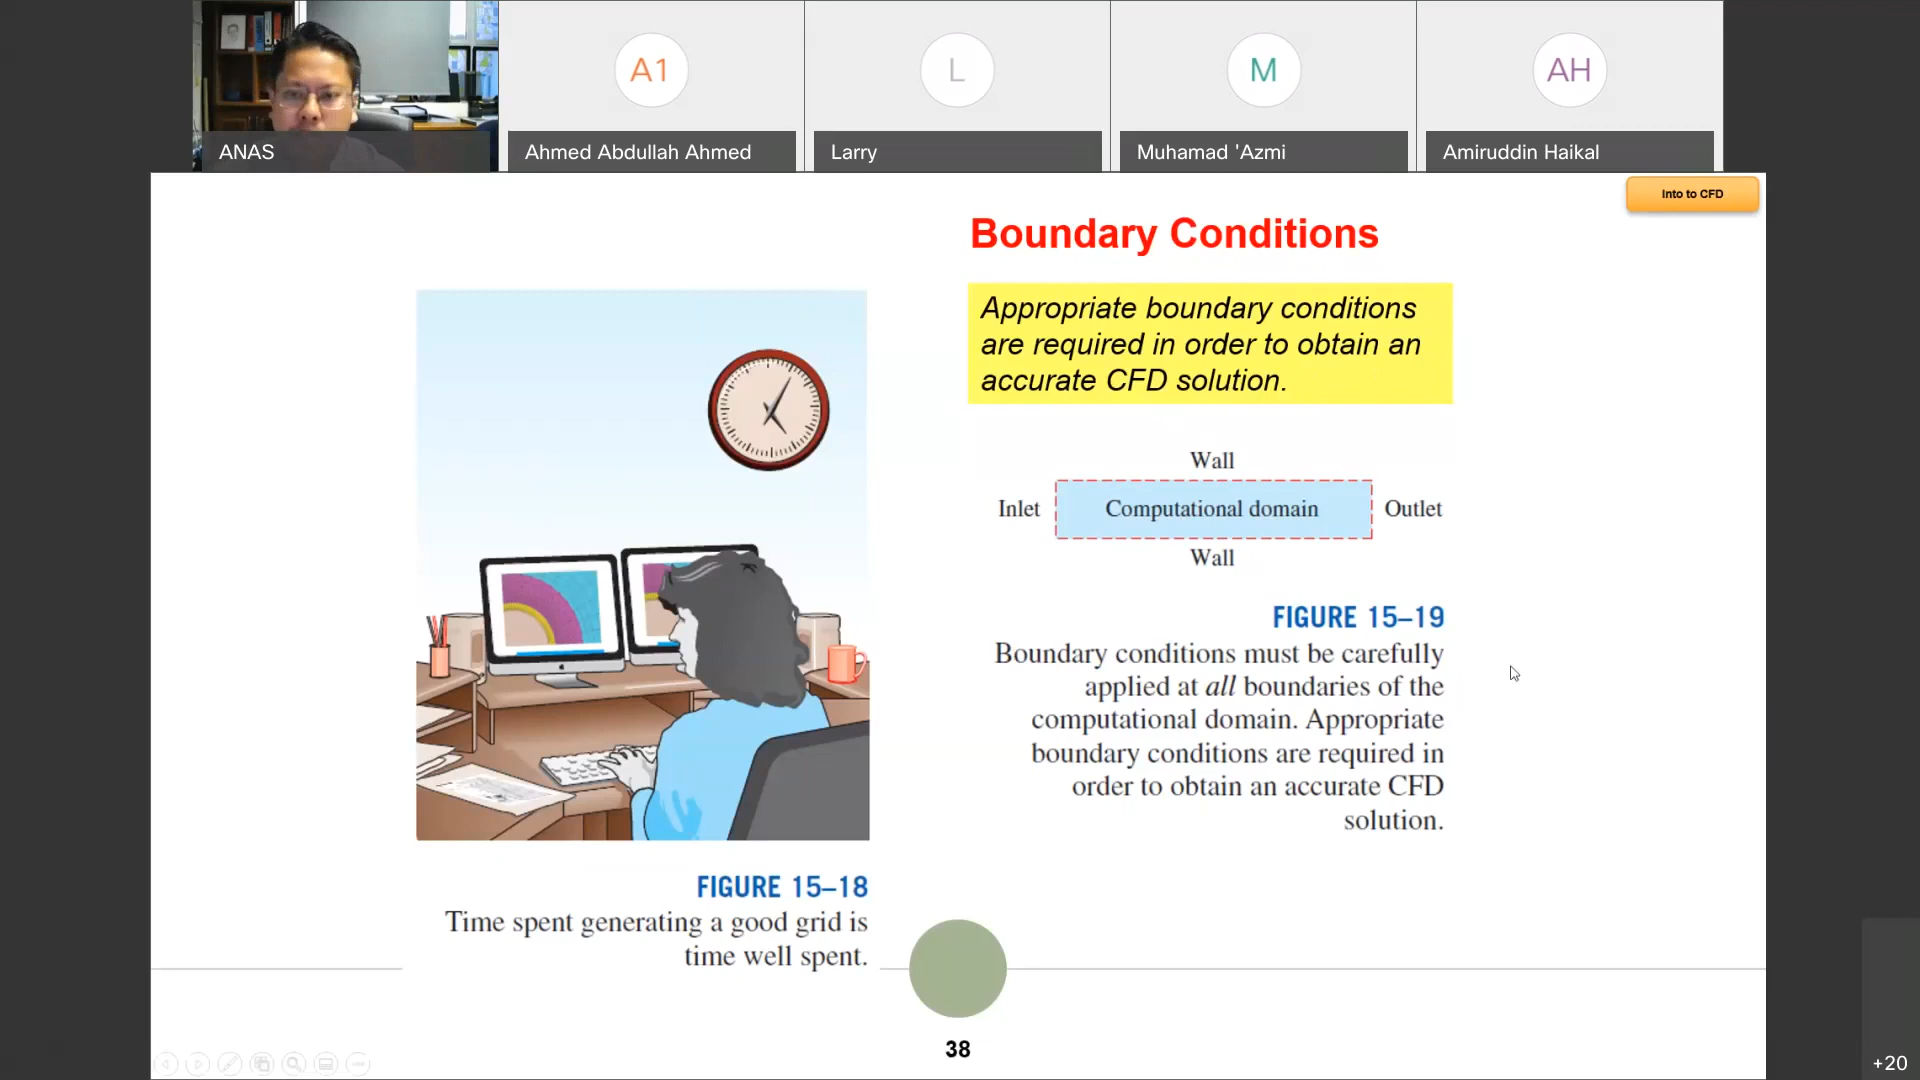 A1
L
M
AH
ANAS
Ahmed Abdullah Ahmed
Larry
Muhamad 'Azmi
Amiruddin Haikal
Into to CFD
Boundary Conditions
Appropriate boundary conditions
are required in order to obtain an
accurate CFD solution.
Wall
Inlet
Computational domain
Outlet
Wall
FIGURE 15–19
Boundary conditions must be carefully
applied at all boundaries of the
computational domain. Appropriate
boundary conditions are required in
order to obtain an accurate CFD
solution.
FIGURE 15–18
Time spent generating a good grid is
time well spent.
38
+20